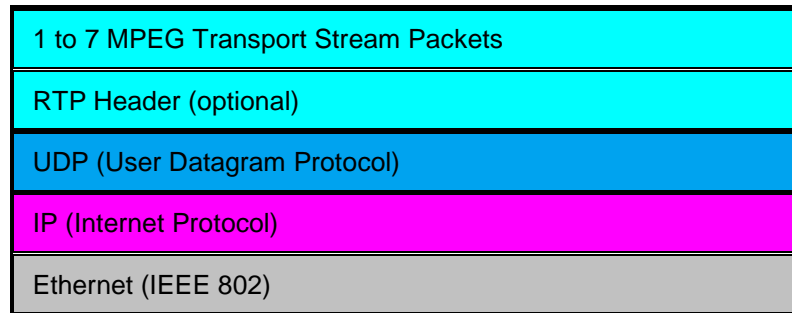 1 to 7 MPEG Transport Stream Packets
RTP Header (optional)
UDP (User Datagram Protocol)
IP (Internet Protocol)
Ethernet (IEEE 802)